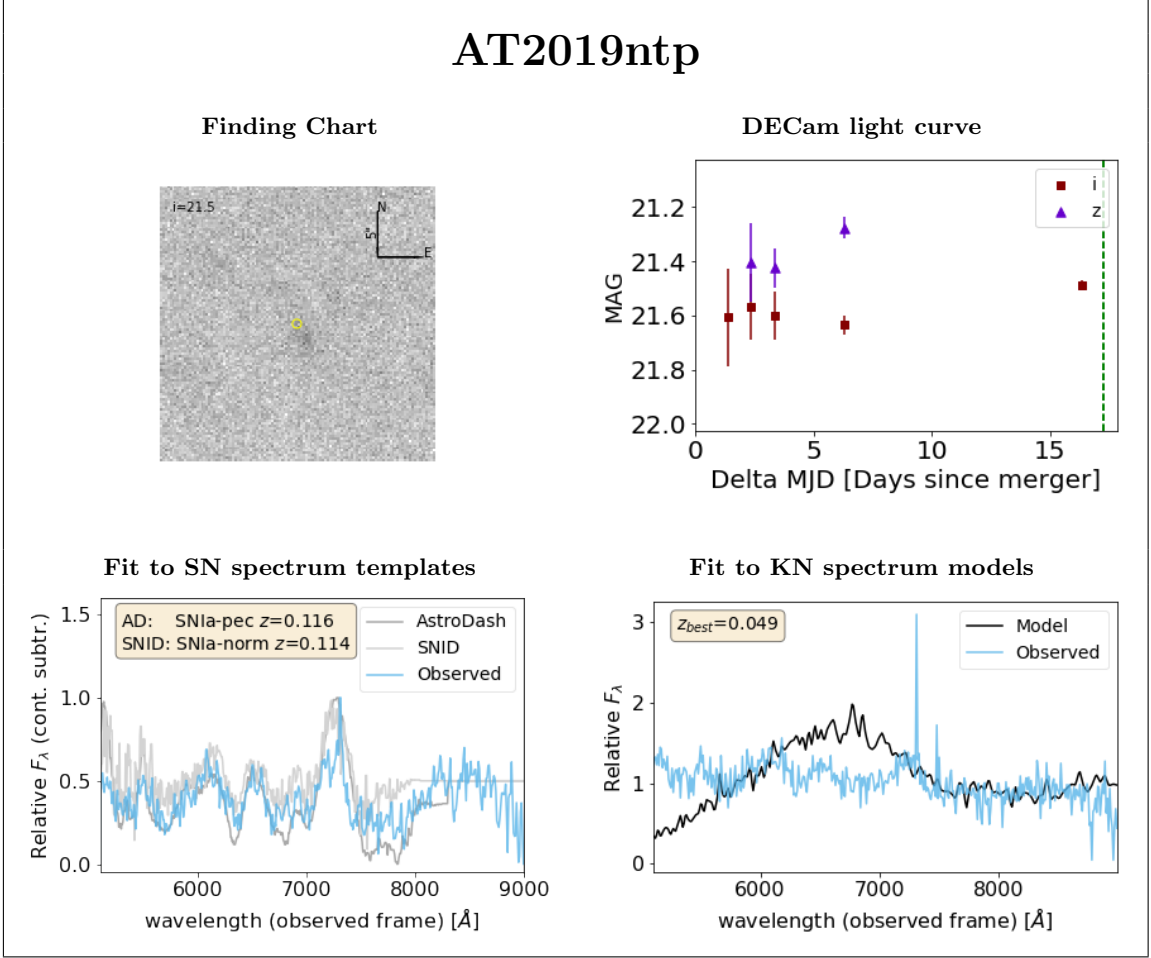 AT2019ntp
Finding Chart
i=21.5
N
5"
E
DECam light curve
i
z
MAG
21.2
21.4
21.6
21.8
22.0
0 5 10 15
Delta MJD [Days since merger]
Fit to SN spectrum templates
AD: SNIa-pec z=0.116
SNID: SNIa-norm z=0.114
AstroDash
SNID
Observed
Relative Fλ (cont. subtr.)
1.5
1.0
0.5
0.0
6000 7000 8000 9000
wavelength (observed frame) [Å]
Fit to KN spectrum models
zbest=0.049
Model
Observed
Relative Fλ
3
2
1
0
6000 7000 8000
wavelength (observed frame) [Å]